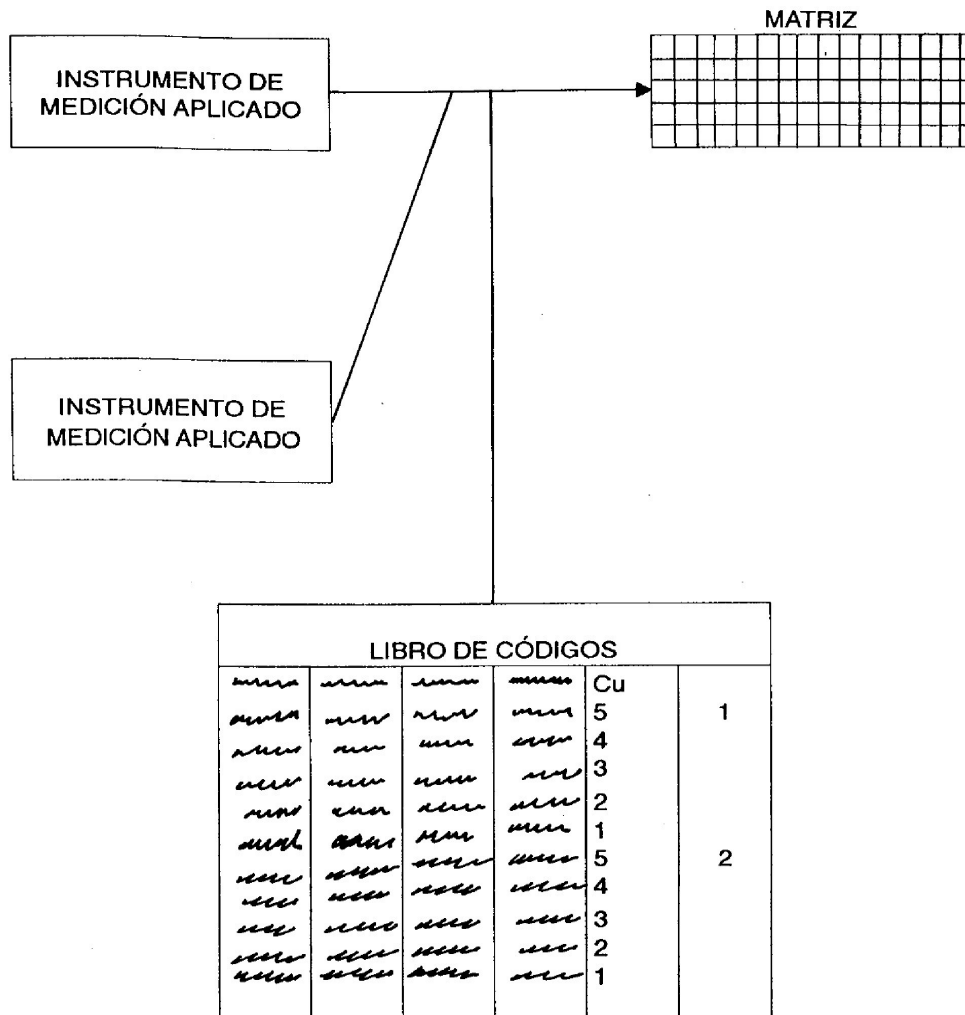 MATRIZ
INSTRUMENTO DE
MEDICIÓN APLICADO
INSTRUMENTO DE
MEDICIÓN APLICADO
LIBRO DE CÓDIGOS
Cu
5 1
4
3
2
1
5 2
4
3
2
1